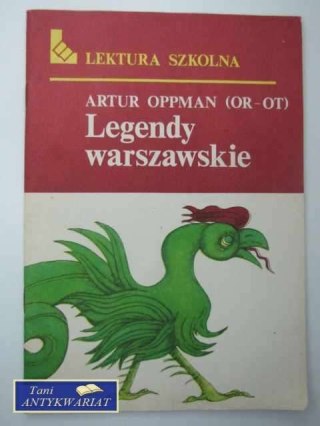 LEKTURA SZKOLNA
ARTUR OPPMAN (OR-OT)
Legendy
warszawskie
Tani
ANTYKWARIAT